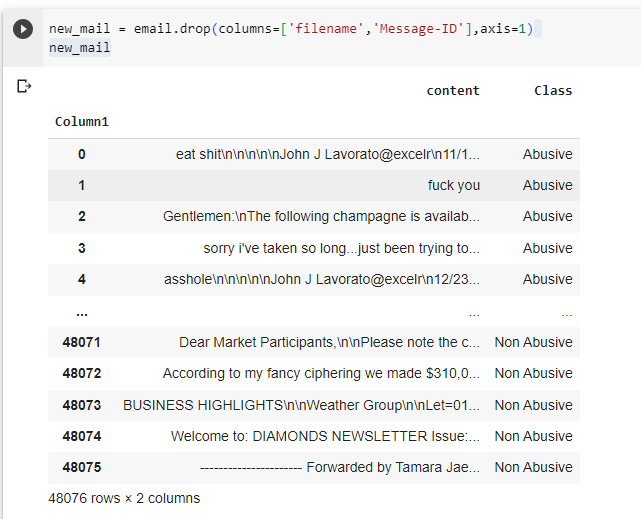 new_mail = email.drop(columns=['filename','Message-ID'],axis=1)
new_mail
content Class
Column1
0 eat shit\n\n\n\n\nJohn J Lavorato@excelr\n11/1... Abusive
1 fuck you Abusive
2 Gentlemen:\nThe following champagne is availab... Abusive
3 sorry i've taken so long...just been trying to... Abusive
4 asshole\n\n\n\n\nJohn J Lavorato@excelr\n12/23... Abusive
... ... ...
48071 Dear Market Participants,\n\nPlease note the c... Non Abusive
48072 According to my fancy ciphering we made $310,0... Non Abusive
48073 BUSINESS HIGHLIGHTS\n\nWeather Group\n\nLet=01... Non Abusive
48074 Welcome to: DIAMONDS NEWSLETTER Issue:... Non Abusive
48075 ---------------------- Forwarded by Tamara Jae... Non Abusive
48076 rows × 2 columns